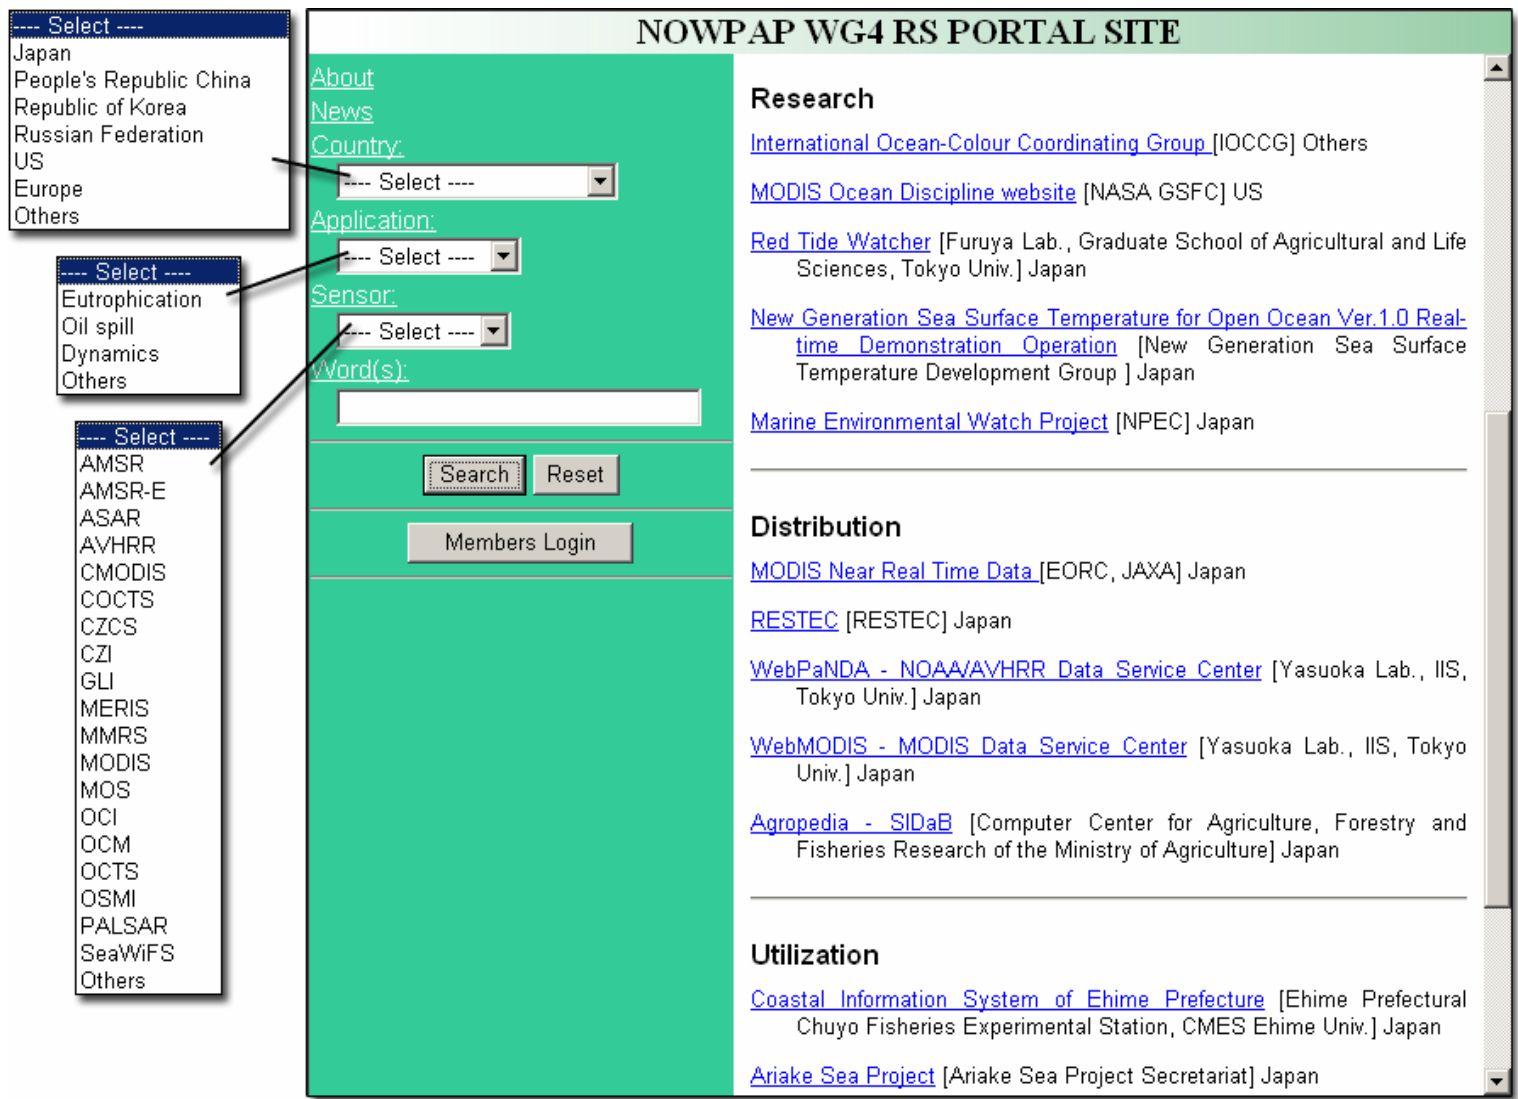 ---- Select ----
Japan
People's Republic China
Republic of Korea
Russian Federation
US
Europe
Others
---- Select ----
Eutrophication
Oil spill
Dynamics
Others
---- Select ----
AMSR
AMSR-E
ASAR
AVHRR
CMODIS
COCTS
CZCS
CZI
GLI
MERIS
MMRS
MODIS
MOS
OCI
OCM
OCTS
OSMI
PALSAR
SeaWiFS
Others
NOWPAP WG4 RS PORTAL SITE
About
News
Country:
---- Select ----
Application:
---- Select ----
Sensor:
---- Select ----
Word(s):
Search Reset
Members Login
Research
International Ocean-Colour Coordinating Group [IOCCG] Others
MODIS Ocean Discipline website [NASA GSFC] US
Red Tide Watcher [Furuya Lab., Graduate School of Agricultural and Life
Sciences, Tokyo Univ.] Japan
New Generation Sea Surface Temperature for Open Ocean Ver.1.0 Real-
time Demonstration Operation [New Generation Sea Surface
Temperature Development Group ] Japan
Marine Environmental Watch Project [NPEC] Japan
Distribution
MODIS Near Real Time Data [EORC, JAXA] Japan
RESTEC [RESTEC] Japan
WebPaNDA - NOAA/AVHRR Data Service Center [Yasuoka Lab., IIS,
Tokyo Univ.] Japan
WebMODIS - MODIS Data Service Center [Yasuoka Lab., IIS, Tokyo
Univ.] Japan
Agropedia - SIDaB [Computer Center for Agriculture, Forestry and
Fisheries Research of the Ministry of Agriculture] Japan
Utilization
Coastal Information System of Ehime Prefecture [Ehime Prefectural
Chuyo Fisheries Experimental Station, CMES Ehime Univ.] Japan
Ariake Sea Project [Ariake Sea Project Secretariat] Japan